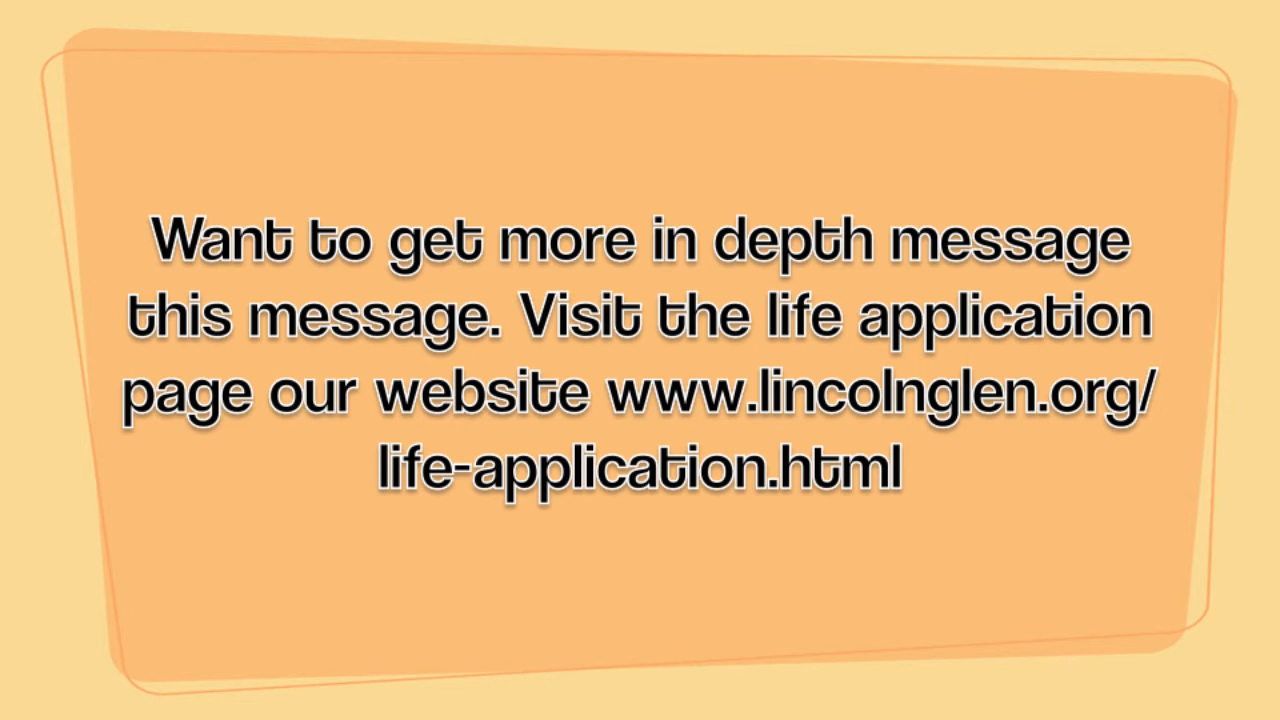 Want to get more in depth message
this message. Visit the life application
page our website www.lincolnglen.org/
life-application.html